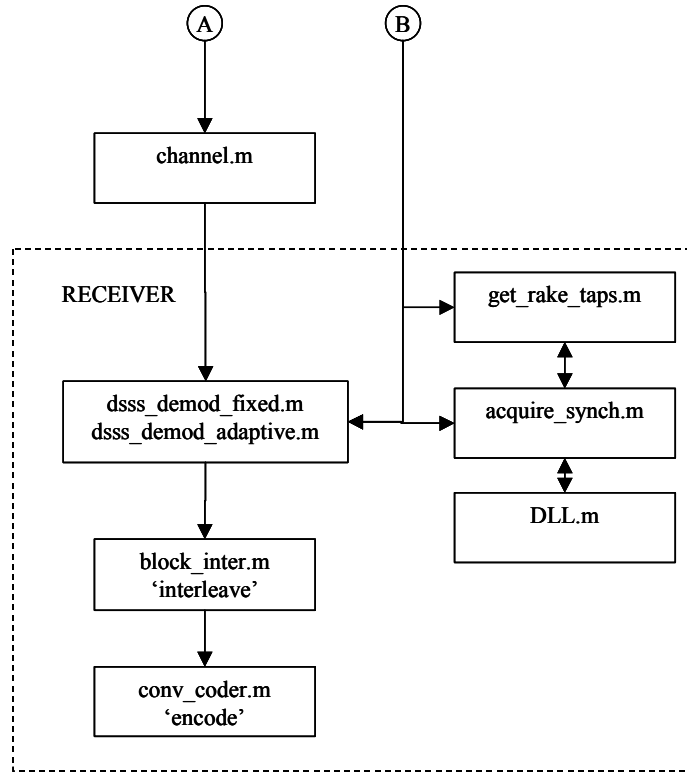 A
B
channel.m
RECEIVER
get_rake_taps.m
dsss_demod_fixed.m
dsss_demod_adaptive.m
acquire_synch.m
DLL.m
block_inter.m
‘interleave’
conv_coder.m
‘encode’